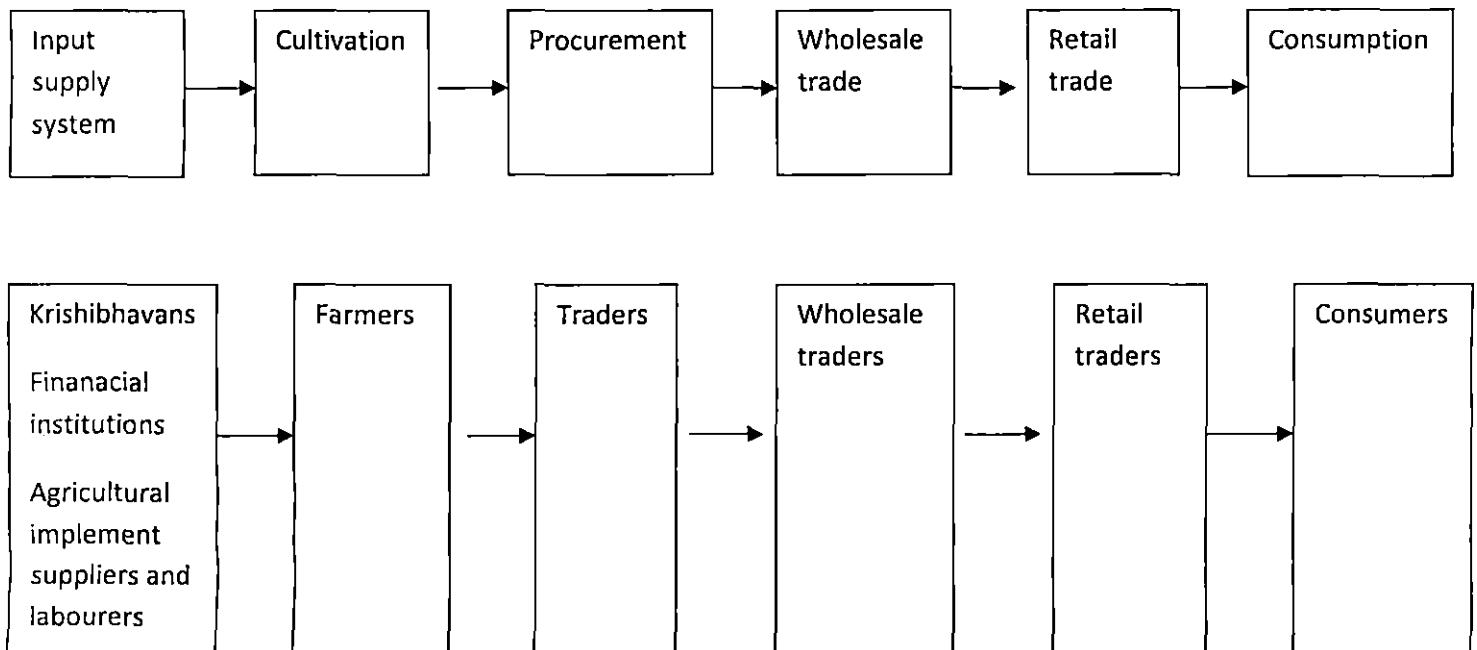 Input
supply
system
Cultivation
Procurement
Wholesale
trade
Retail
trade
Consumption
Krishibhavans
Finanacial
institutions
Agricultural
implement
suppliers and
labourers
Farmers
Traders
Wholesale
traders
Retail
traders
Consumers